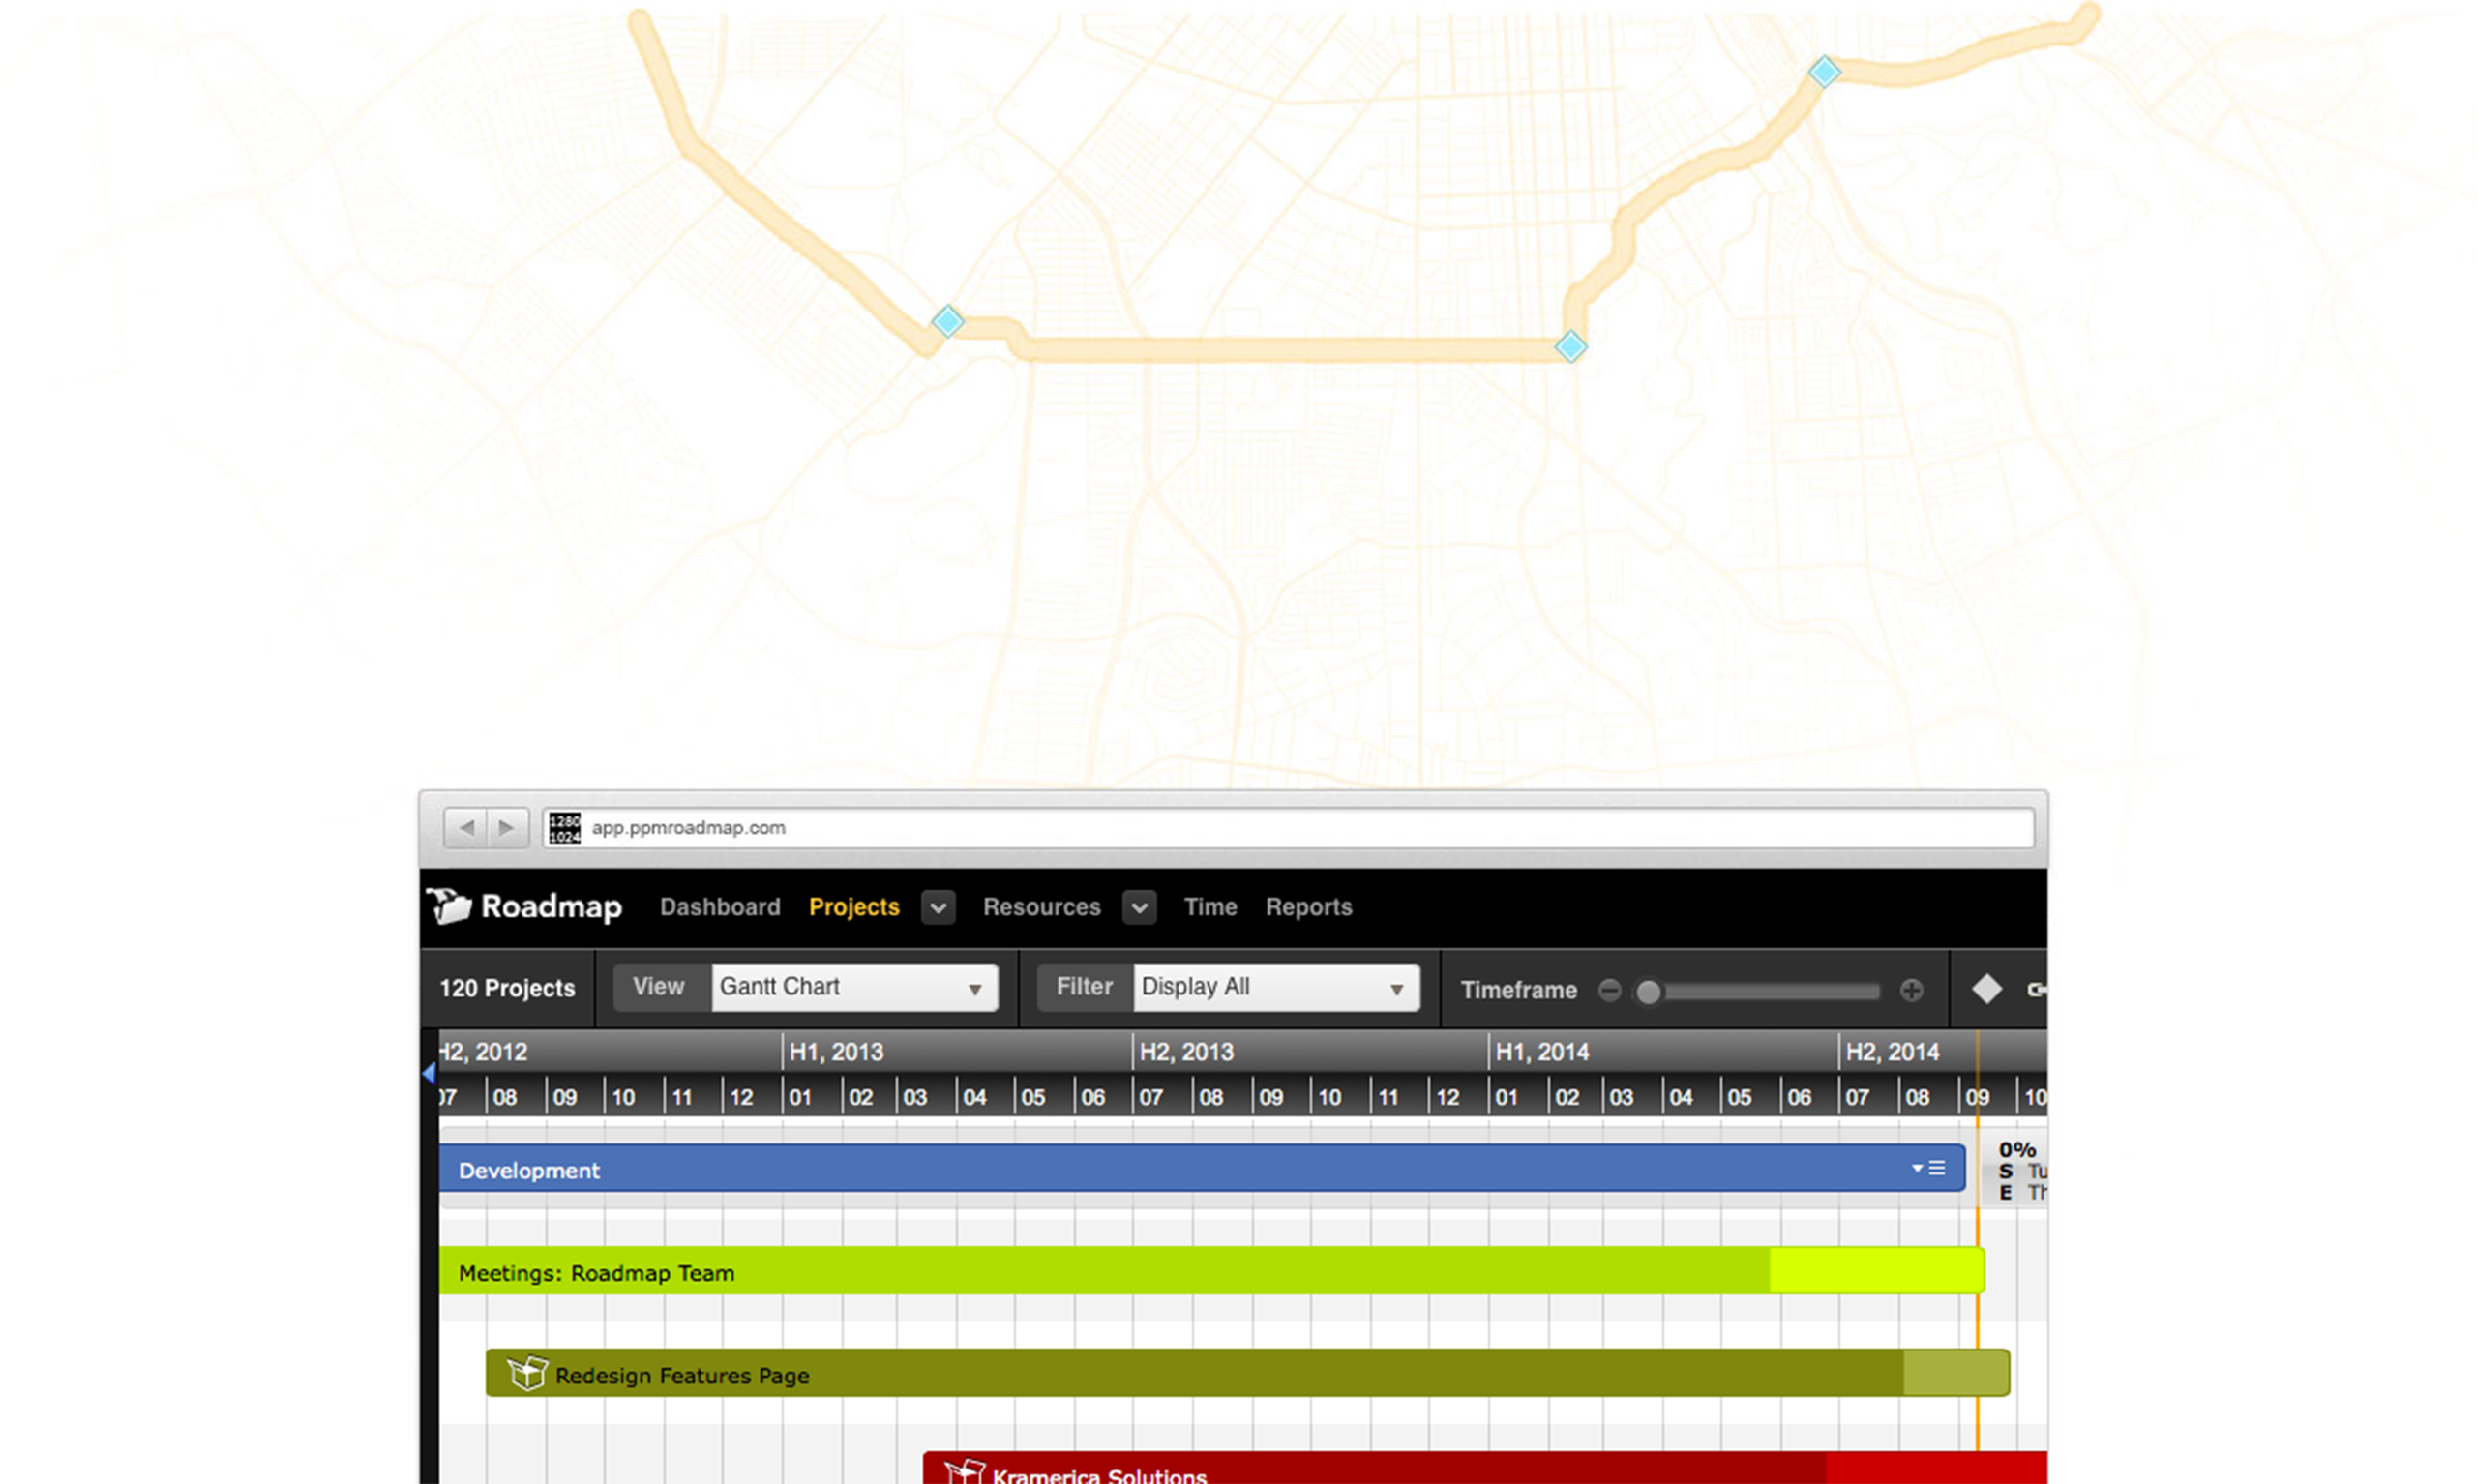 1280
1024
app.ppmroadmap.com
Roadmap Dashboard Projects Resources Time Reports
120 Projects View Gantt Chart Filter Display All Timeframe
H2, 2012 H1, 2013 H2, 2013 H1, 2014 H2, 2014
07 08 09 10 11 12 01 02 03 04 05 06 07 08 09 10 11 12 01 02 03 04 05 06 07 08 09 10
Development
0%
S Tu
E Th
Meetings: Roadmap Team
Redesign Features Page
Kramerica Solutions